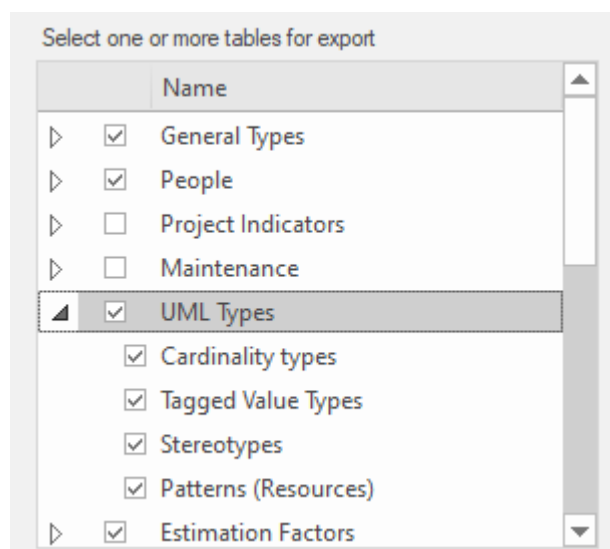 Select one or more tables for export
Name
General Types
People
Project Indicators
Maintenance
UML Types
Cardinality types
Tagged Value Types
Stereotypes
Patterns (Resources)
Estimation Factors